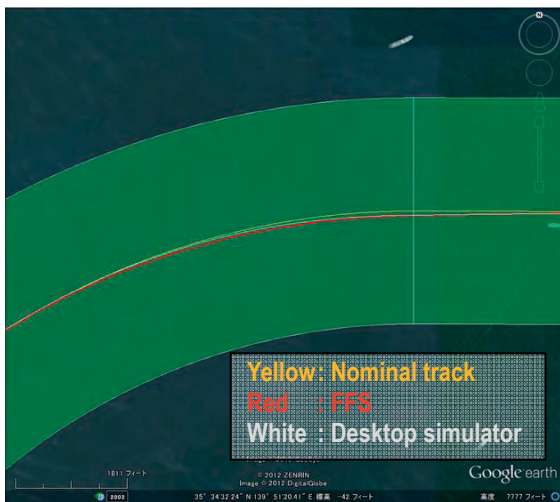 N
Yellow : Nominal track
Red : FFS
White : Desktop simulator
1811 フィート
© 2012 ZENRIN
Image © 2012 DigitalGlobe
Google earth
2002
35° 34'32.24" N 139° 51'20.41" E 標高 -42 フィート
高度 7777 フィート